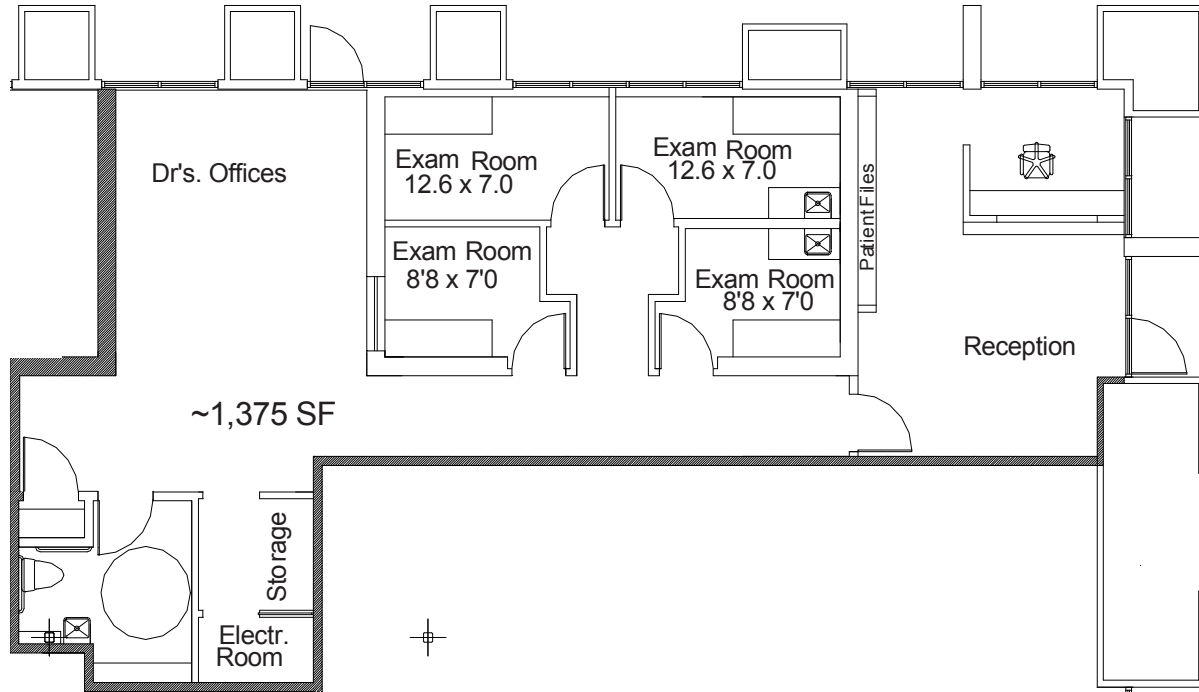 Dr's. Offices
Exam Room
12.6 x 7.0
Exam Room
12.6 x 7.0
Patient Files
Exam Room
8'8 x 7'0
Exam Room
8'8 x 7'0
Reception
~1,375 SF
Storage
Electr.
Room